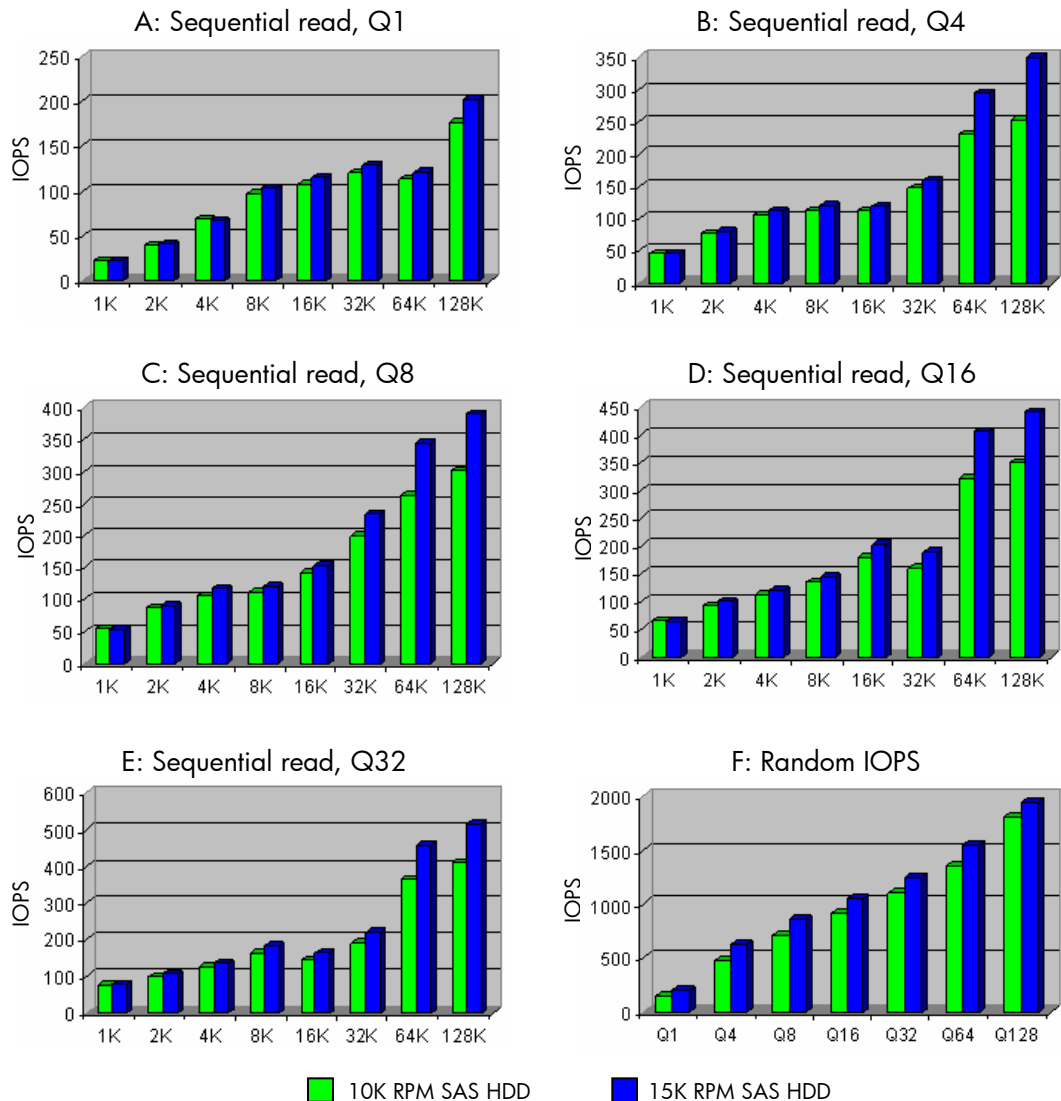 A: Sequential read, Q1
250
200
150
100
50
0
IOPS
1K 2K 4K 8K 16K 32K 64K 128K
B: Sequential read, Q4
350
300
250
200
150
100
50
0
IOPS
1K 2K 4K 8K 16K 32K 64K 128K
C: Sequential read, Q8
400
350
300
250
200
150
100
50
0
IOPS
1K 2K 4K 8K 16K 32K 64K 128K
D: Sequential read, Q16
450
400
350
300
250
200
150
100
50
0
IOPS
1K 2K 4K 8K 16K 32K 64K 128K
E: Sequential read, Q32
600
500
400
300
200
100
0
IOPS
1K 2K 4K 8K 16K 32K 64K 128K
F: Random IOPS
2000
1500
1000
500
0
IOPS
Q1 Q4 Q8 Q16 Q32 Q64 Q128
10K RPM SAS HDD
15K RPM SAS HDD